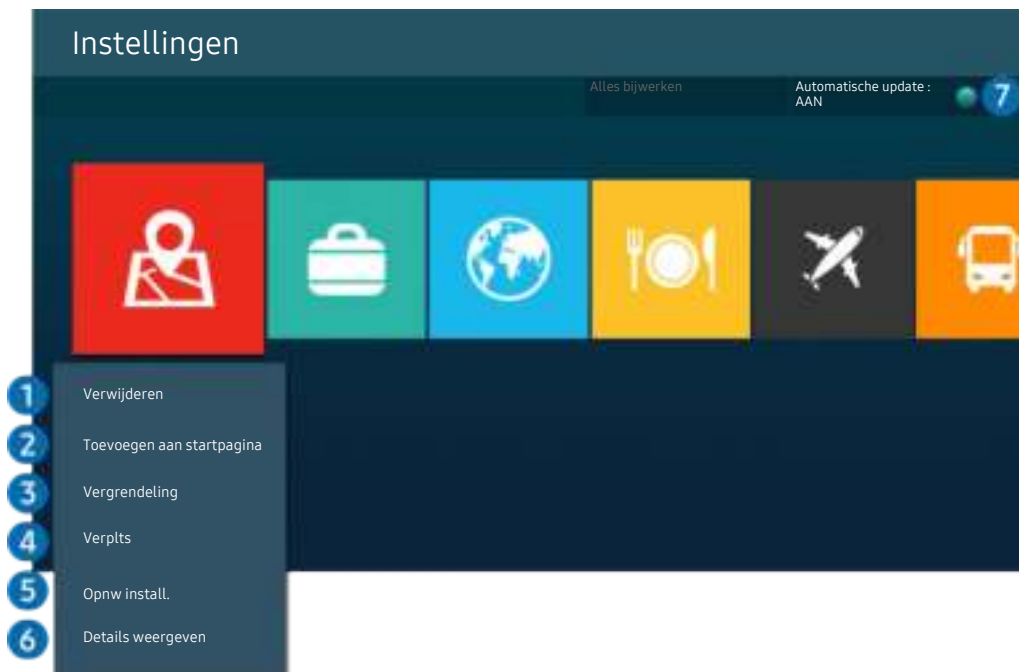 Instellingen
Alles bijwerken
Automatische update :
AAN
7
1 Verwijderen
2 Toevoegen aan startpagina
3 Vergrendeling
4 Verplts
5 Opnw install.
6 Details weergeven